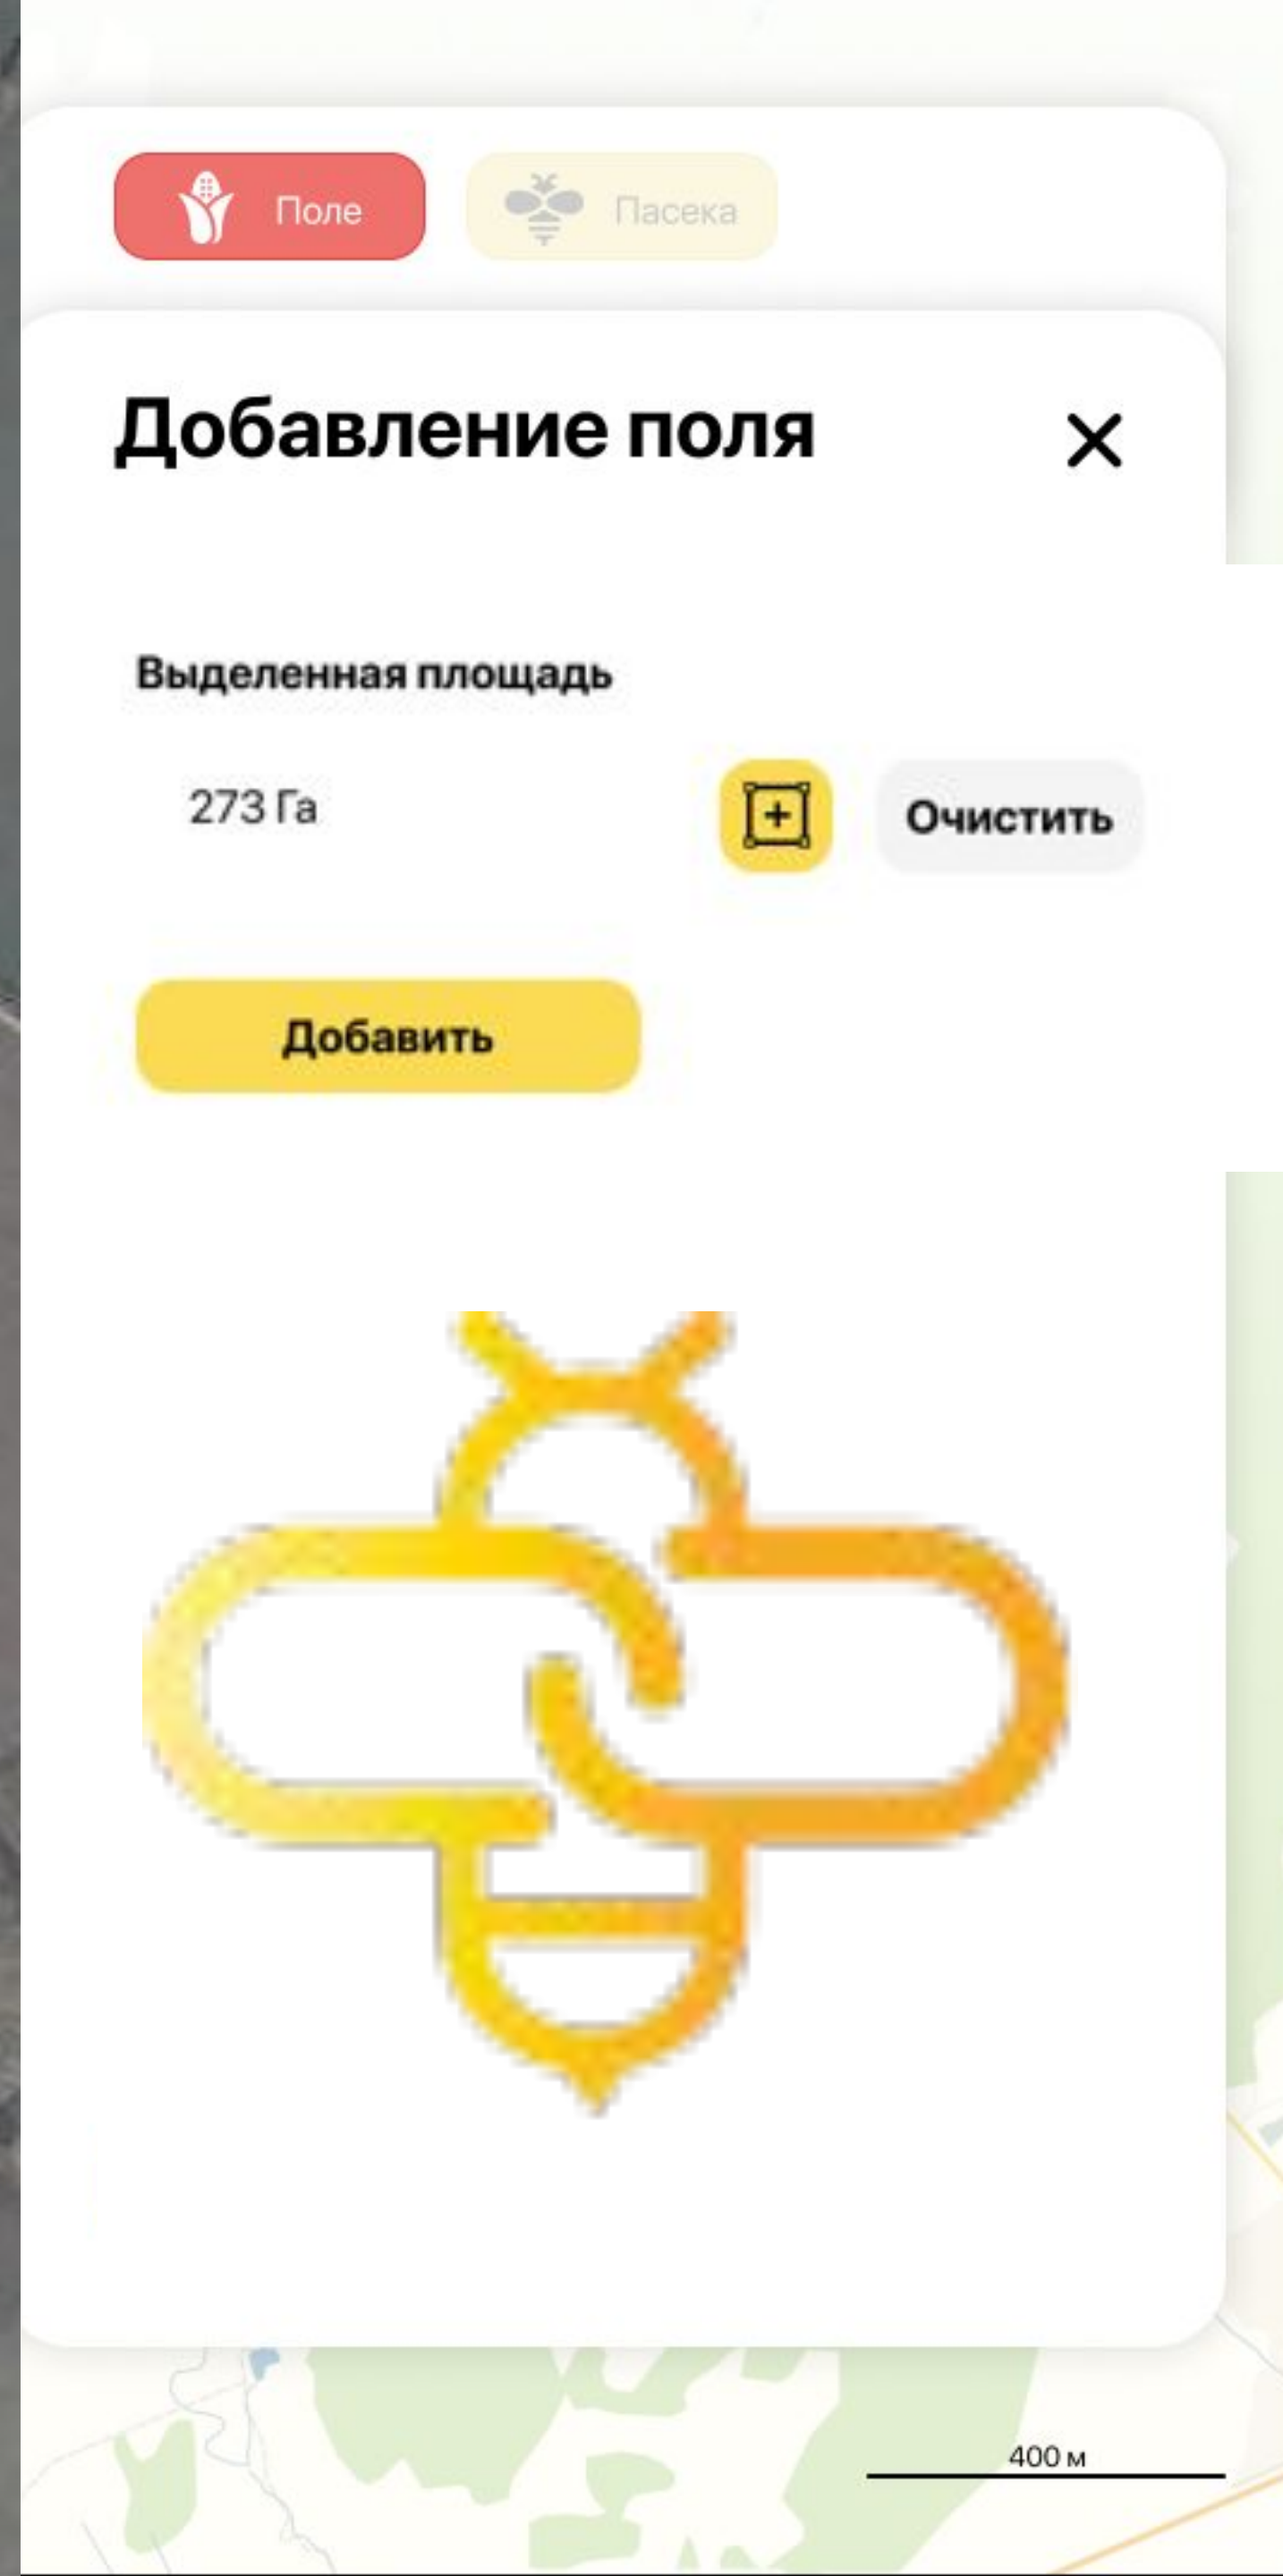 Поле
Пасека
Добавление поля
Выделенная площадь
273 Га
Очистить
Добавить
400 м